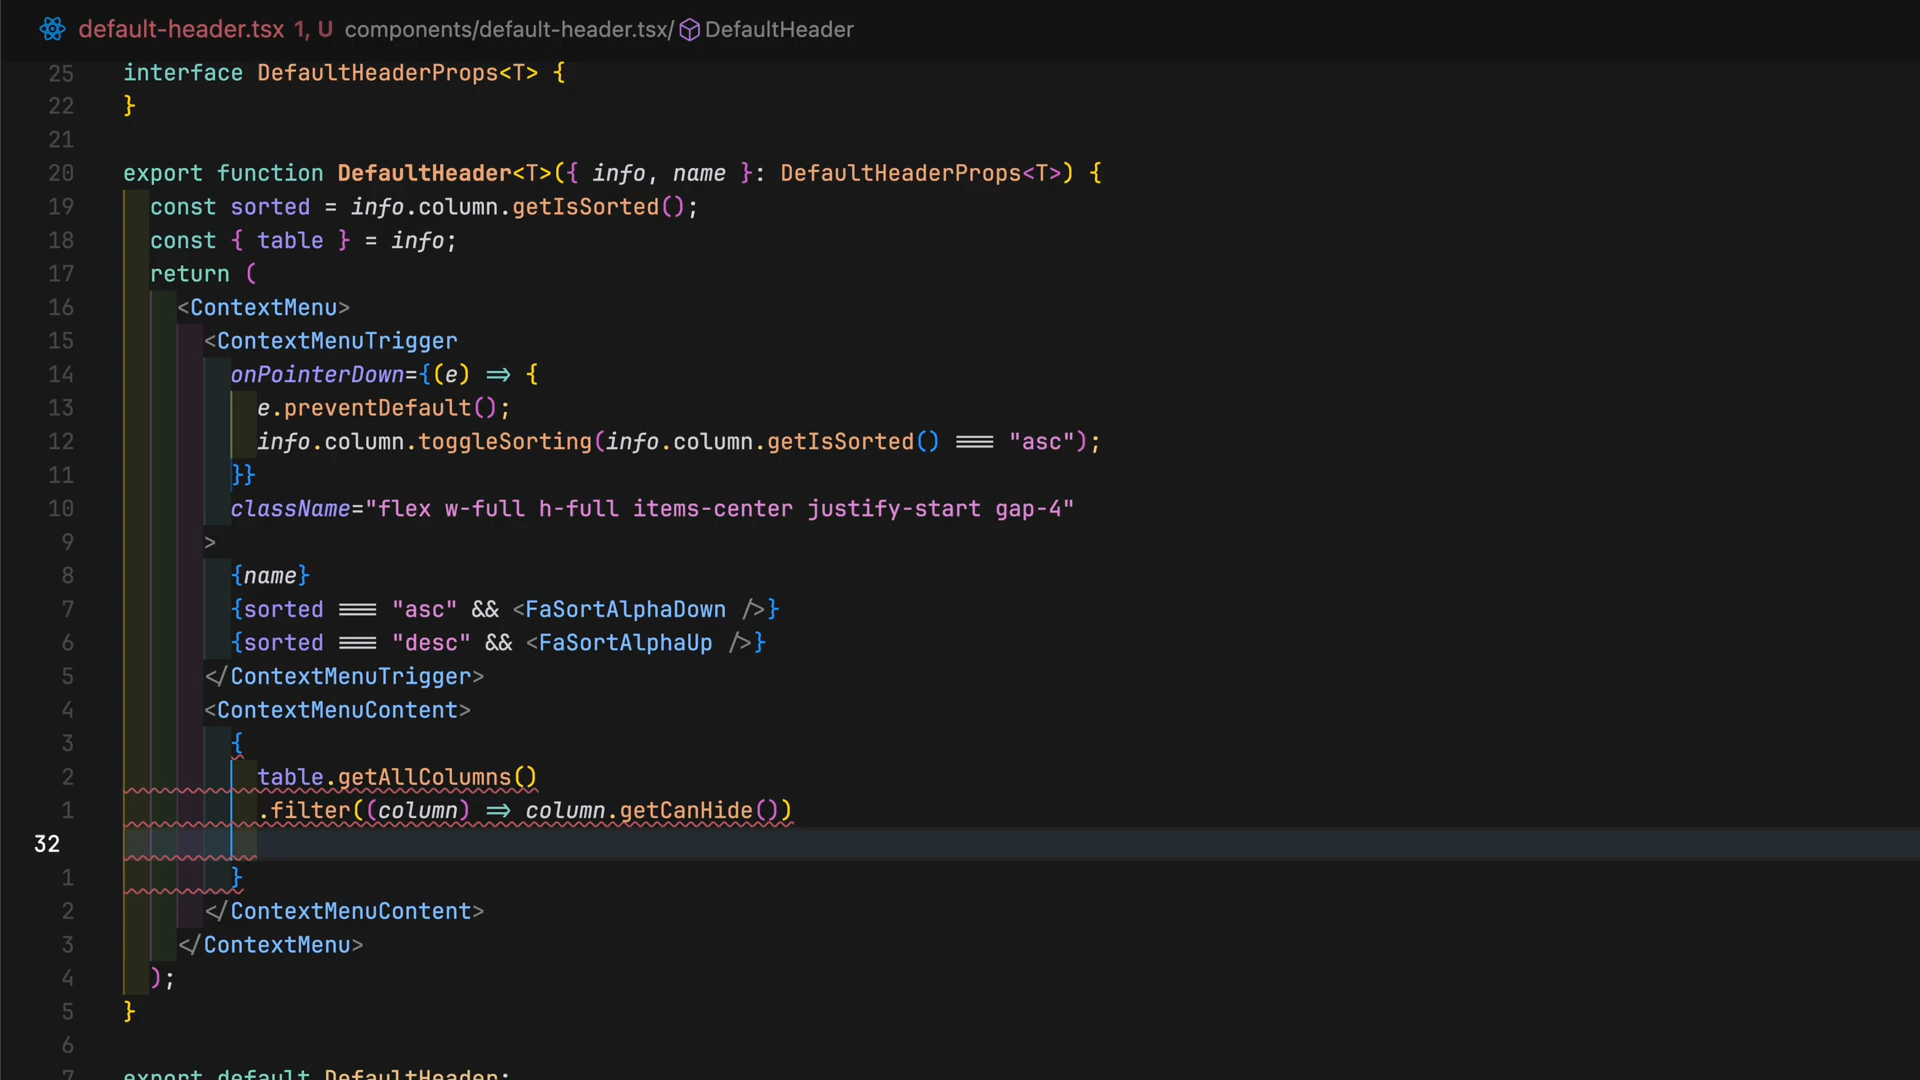 default-header.tsx 1, U components/default-header.tsx/ DefaultHeader
25 interface DefaultHeaderProps<T> {
22 }
21
20 export function DefaultHeader<T>({ info, name }: DefaultHeaderProps<T>) {
19 const sorted = info.column.getIsSorted();
18 const { table } = info;
17 return (
16 <ContextMenu>
15 <ContextMenuTrigger
14 onPointerDown={(e) => {
13 e.preventDefault();
12 info.column.toggleSorting(info.column.getIsSorted() === "asc");
11 }}
10 className="flex w-full h-full items-center justify-start gap-4"
9 >
8 {name}
7 {sorted === "asc" && <FaSortAlphaDown />}
6 {sorted === "desc" && <FaSortAlphaUp />}
5 </ContextMenuTrigger>
4 <ContextMenuContent>
3 {
2 table.getAllColumns()
1 .filter((column) => column.getCanHide())
32
1 }
2 </ContextMenuContent>
3 </ContextMenu>
4 );
5 }
6
7 export default DefaultHeader;